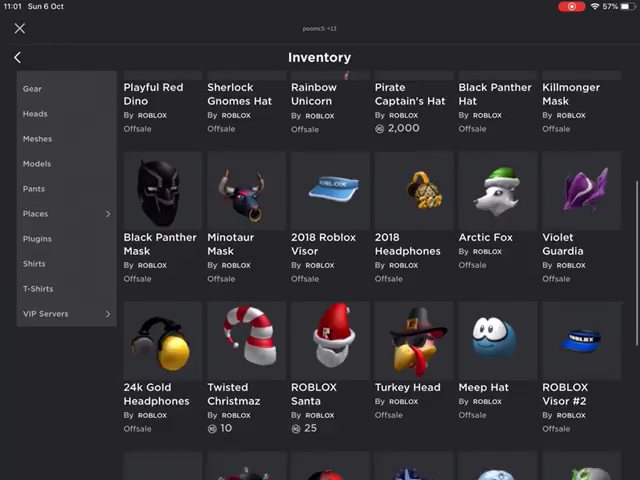 11:01 Sun 6 Oct
57%
poomc5: <13
Inventory
Gear
Heads
Meshes
Models
Pants
Places
Plugins
Shirts
T-Shirts
VIP Servers
Playful Red Dino
By ROBLOX
Offsale
Sherlock Gnomes Hat
By ROBLOX
Offsale
Rainbow Unicorn
By ROBLOX
Offsale
Pirate Captain's Hat
By ROBLOX
2,000
Black Panther Hat
By ROBLOX
Offsale
Killmonger Mask
By ROBLOX
Offsale
Black Panther Mask
By ROBLOX
Offsale
Minotaur Mask
By ROBLOX
Offsale
ROBLOX
2018 Roblox Visor
By ROBLOX
Offsale
2018 Headphones
By ROBLOX
Offsale
Arctic Fox
By ROBLOX
Offsale
Violet Guardia
By ROBLOX
Offsale
24k Gold Headphones
By ROBLOX
Offsale
Twisted Christmaz
By ROBLOX
10
R
ROBLOX Santa
By ROBLOX
25
Turkey Head
By ROBLOX
Offsale
Meep Hat
By ROBLOX
Offsale
ROBLOX
ROBLOX Visor #2
By ROBLOX
Offsale